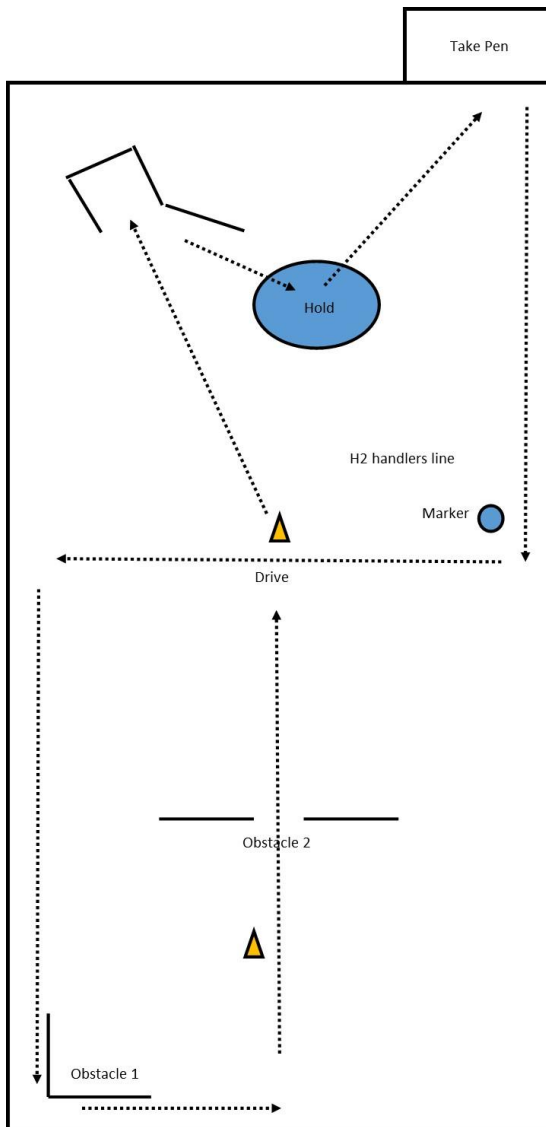 Take Pen
Hold
H2 handlers line
Marker
Drive
Obstacle 2
Obstacle 1